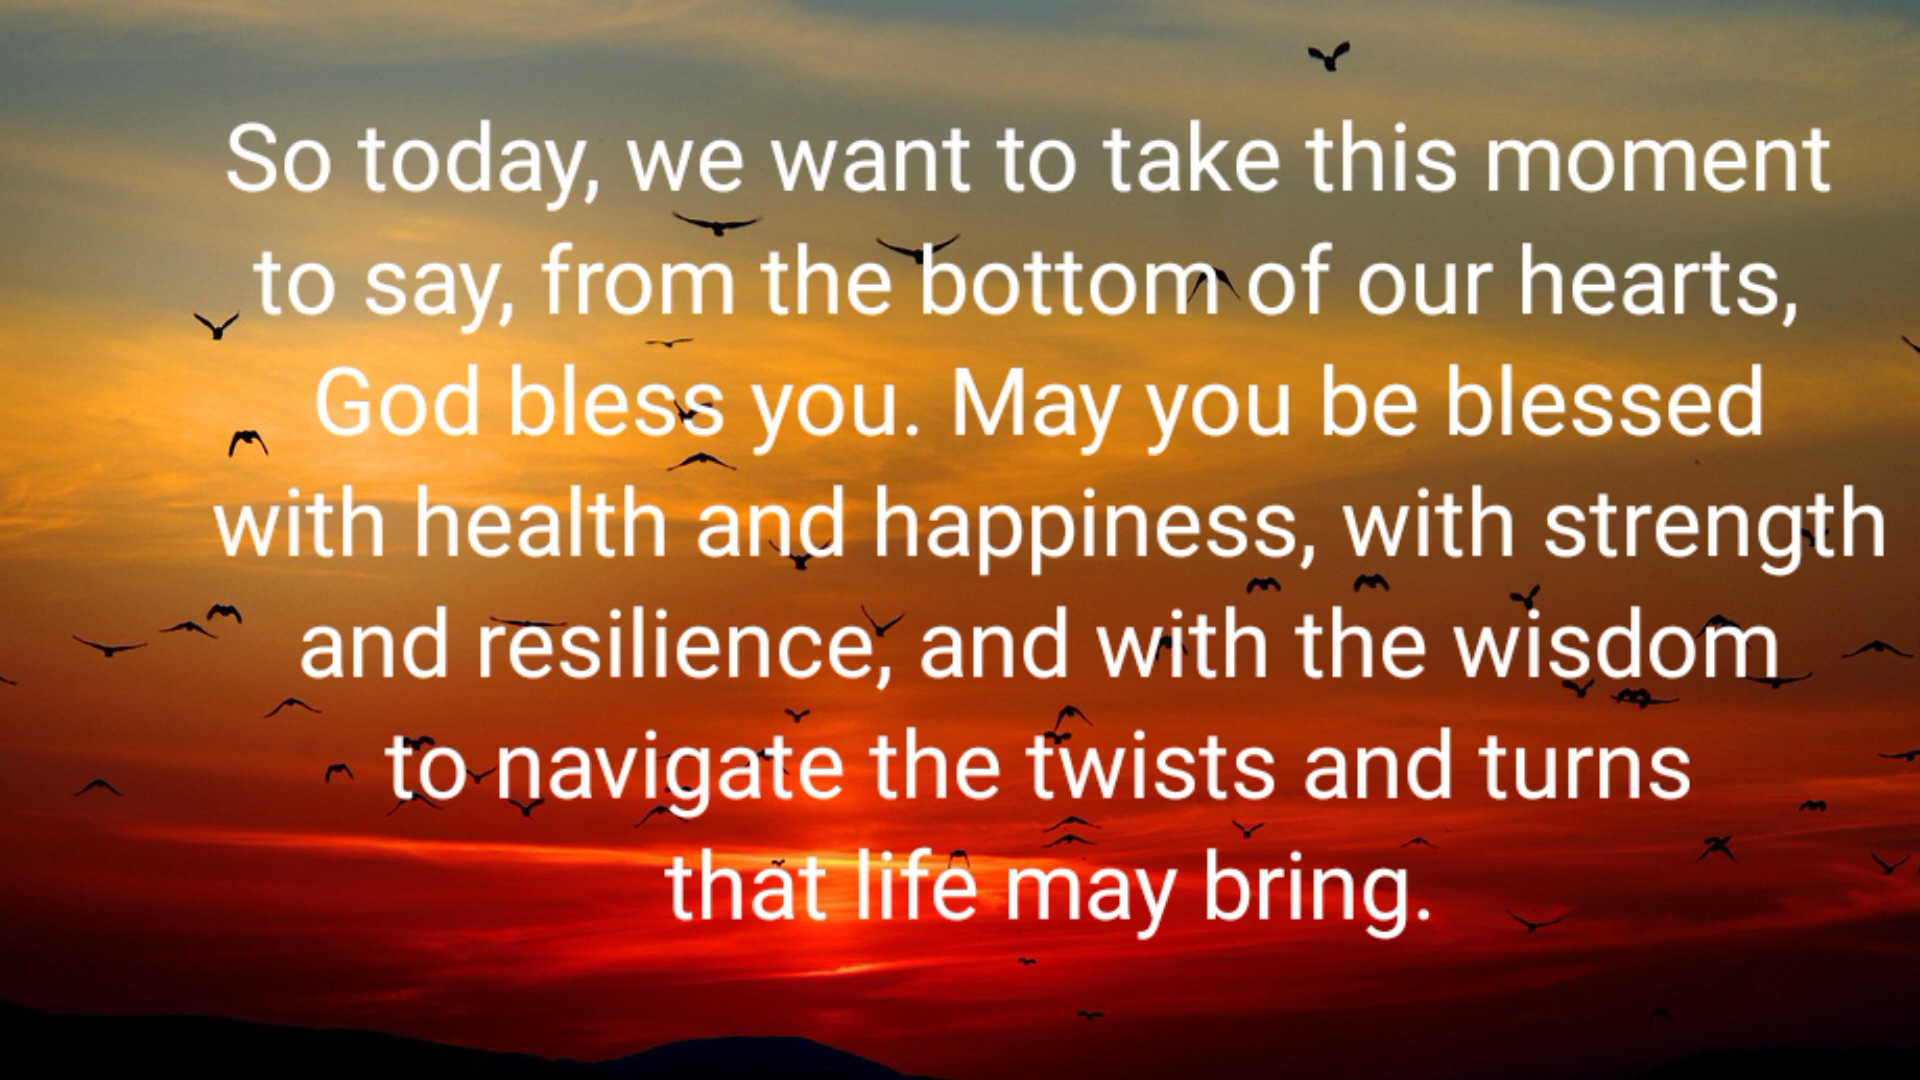 So today, we want to take this moment
to say, from the bottom of our hearts,
God bless you. May you be blessed
with health and happiness, with strength
and resilience, and with the wisdom
to navigate the twists and turns
that life may bring.